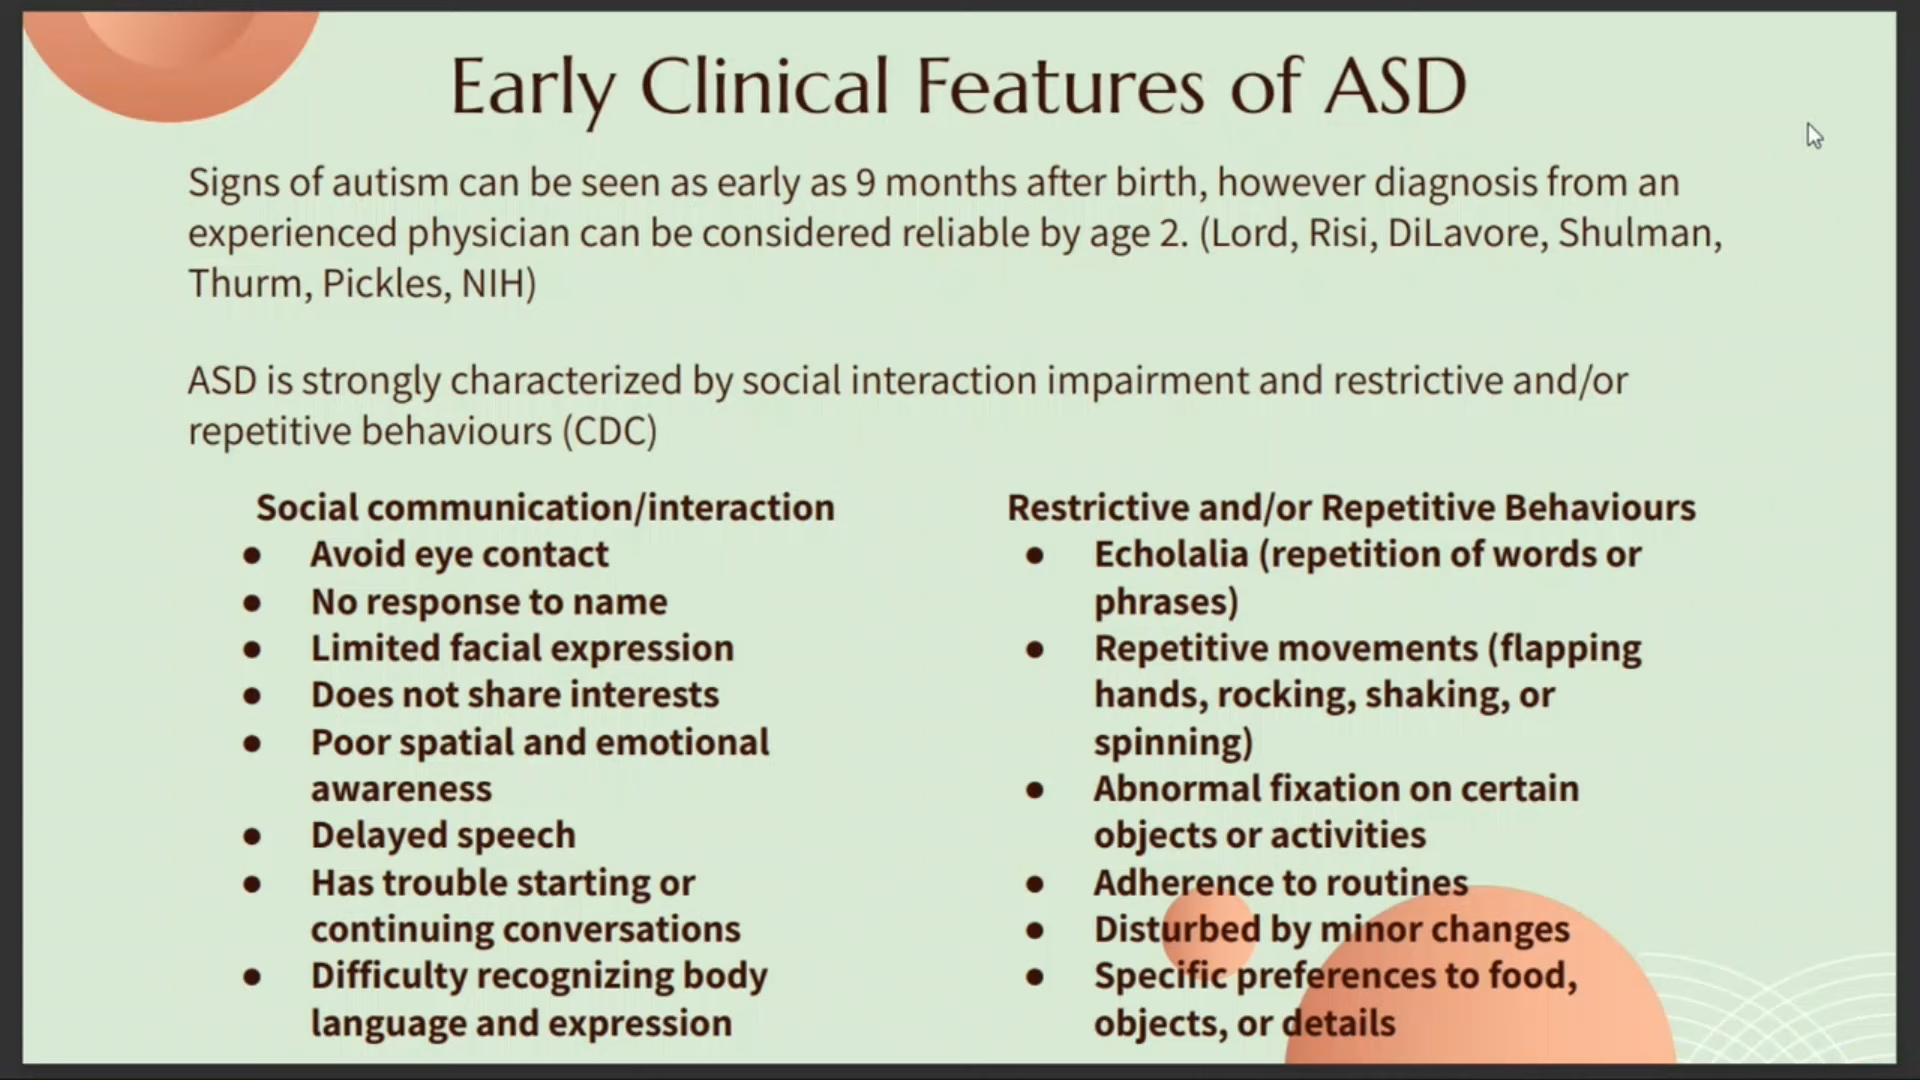 Early Clinical Features of ASD
Signs of autism can be seen as early as 9 months after birth, however diagnosis from an
experienced physician can be considered reliable by age 2. (Lord, Risi, DiLavore, Shulman,
Thurm, Pickles, NIH)
ASD is strongly characterized by social interaction impairment and restrictive and/or
repetitive behaviours (CDC)
Social communication/interaction
● Avoid eye contact
● No response to name
● Limited facial expression
● Does not share interests
● Poor spatial and emotional
awareness
● Delayed speech
● Has trouble starting or
continuing conversations
● Difficulty recognizing body
language and expression
Restrictive and/or Repetitive Behaviours
● Echolalia (repetition of words or
phrases)
● Repetitive movements (flapping
hands, rocking, shaking, or
spinning)
● Abnormal fixation on certain
objects or activities
● Adherence to routines
● Disturbed by minor changes
● Specific preferences to food,
objects, or details